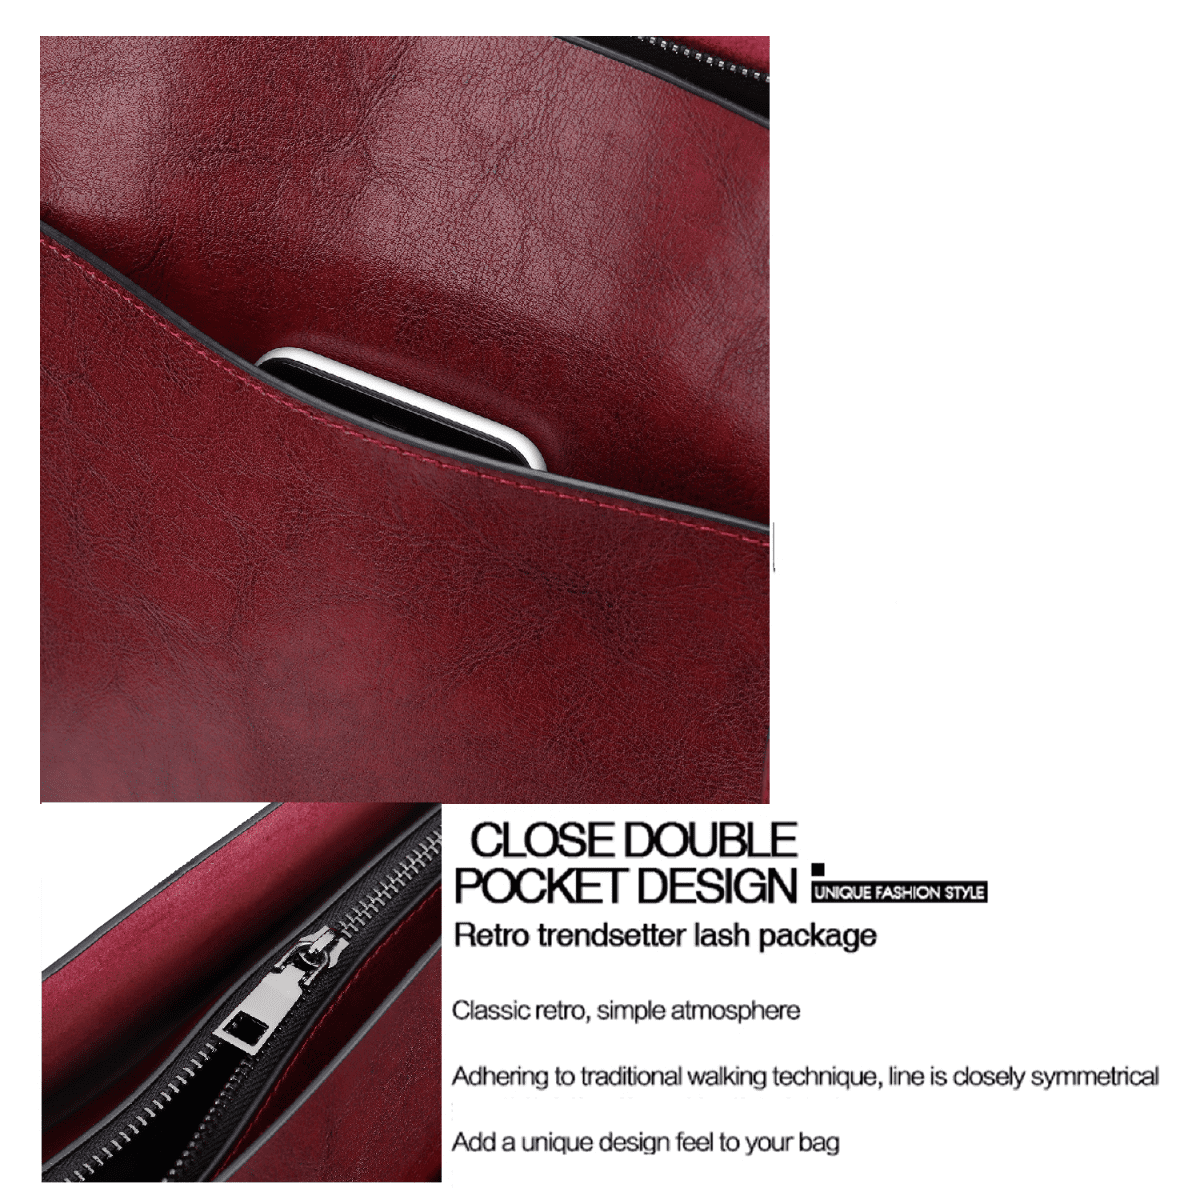 CLOSE DOUBLE
POCKET DESIGN
UNIQUE FASHION STYLE
Retro trendsetter lash package
Classic retro, simple atmosphere
Adhering to traditional walking technique, line is closely symmetrical
Add a unique design feel to your bag